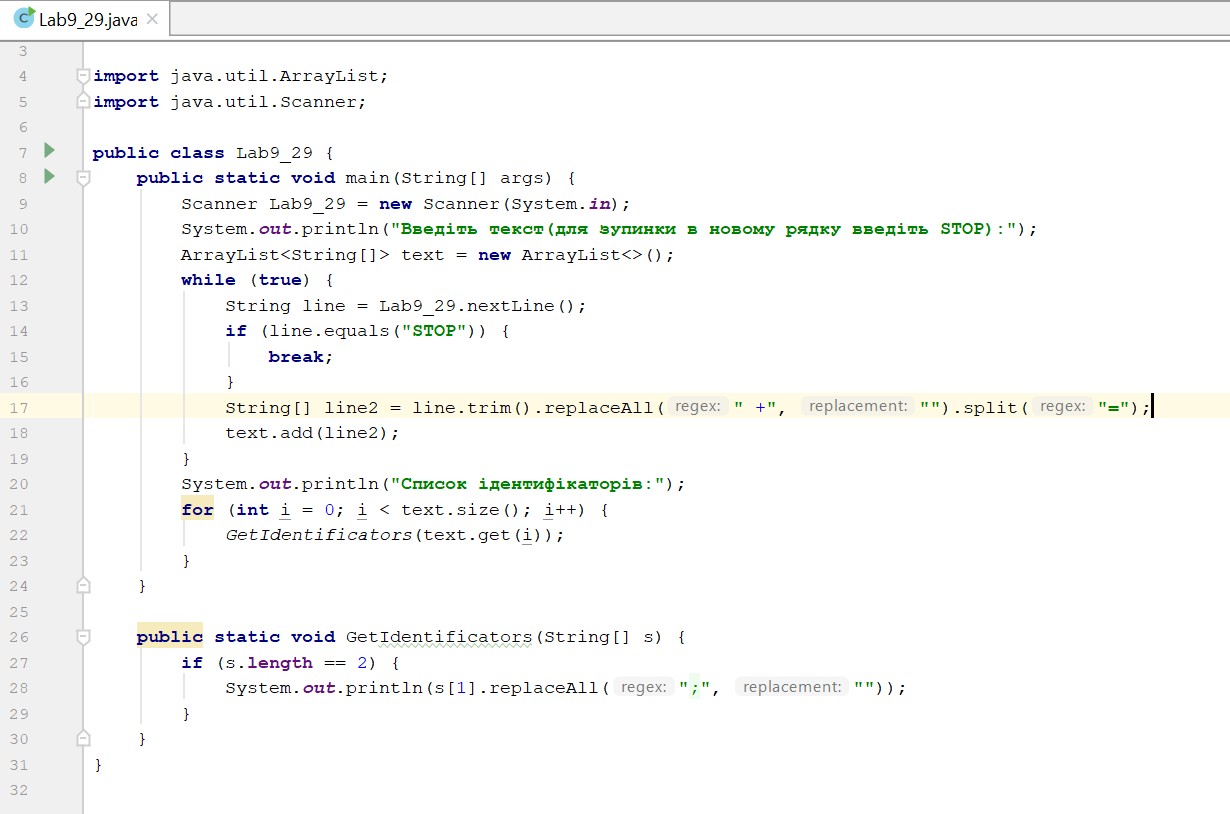 Lab9_29.java
3
4 import java.util.ArrayList;
5 import java.util.Scanner;
6
7 public class Lab9_29 {
8 public static void main(String[] args) {
9 Scanner Lab9_29 = new Scanner(System.in);
10 System.out.println("Введіть текст(для зупинки в новому рядку введіть STOP):");
11 ArrayList<String[]> text = new ArrayList<>();
12 while (true) {
13 String line = Lab9_29.nextLine();
14 if (line.equals("STOP")) {
15 break;
16 }
17 String[] line2 = line.trim().replaceAll( regex: " +", replacement: "").split( regex: "=");
18 text.add(line2);
19 }
20 System.out.println("Список ідентифікаторів:");
21 for (int i = 0; i < text.size(); i++) {
22 GetIdentificators(text.get(i));
23 }
24 }
25
26 public static void GetIdentificators(String[] s) {
27 if (s.length == 2) {
28 System.out.println(s[1].replaceAll( regex: ";", replacement: ""));
29 }
30 }
31 }
32